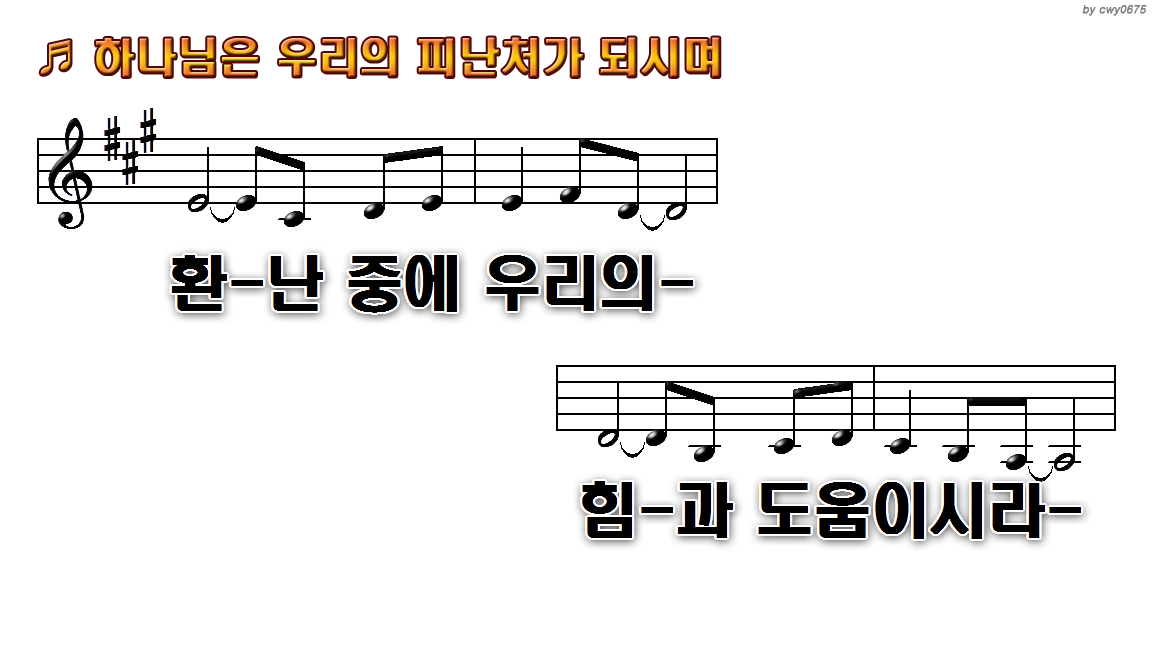 by cwy0675
♬ 하나님은 우리의 피난처가 되시며
환-난 중에 우리의-
힘-과 도움이시라-